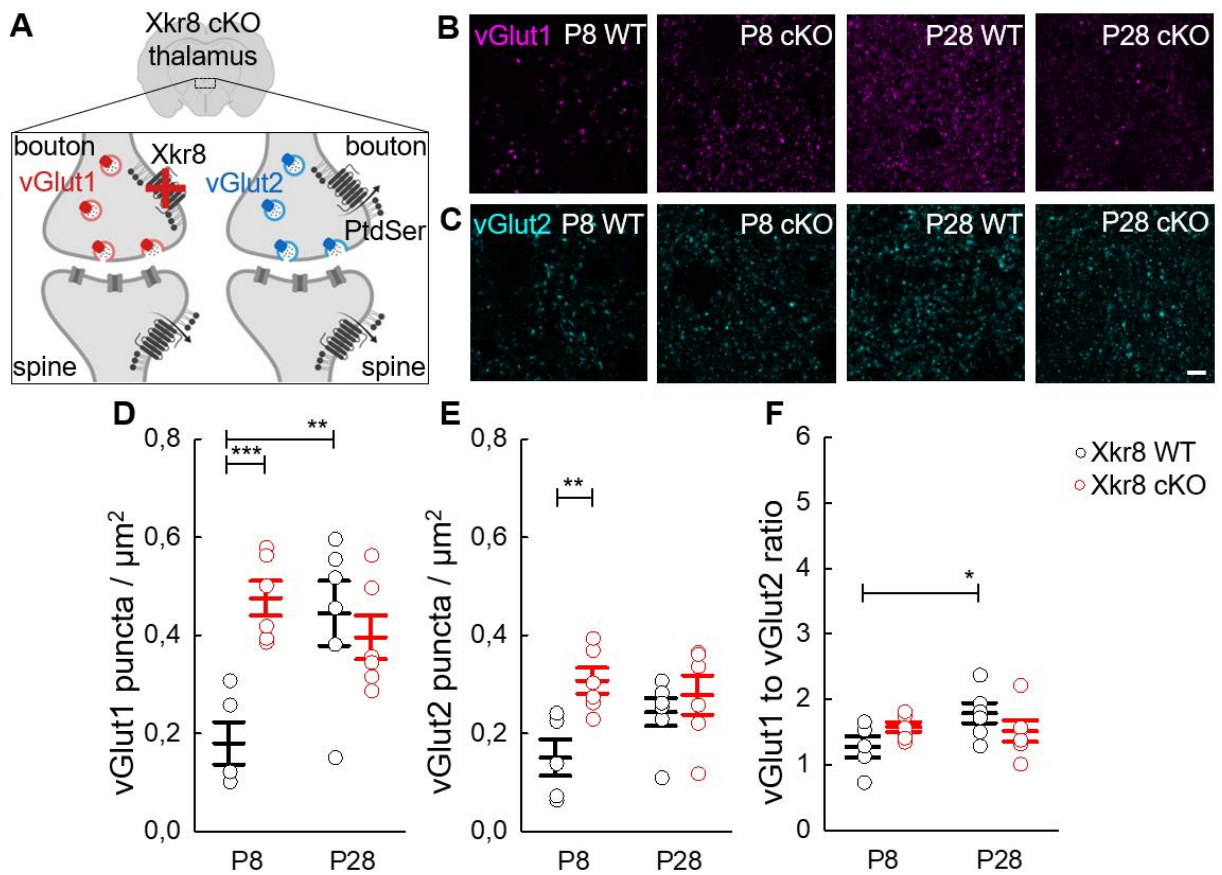 A
Xkr8 cKO
thalamus
bouton
Xkr8
bouton
vGlut1
vGlut2
PtdSer
spine
spine
B
vGlut1 P8 WT
P8 cKO
P28 WT
P28 cKO
C
vGlut2 P8 WT
P8 cKO
P28 WT
P28 cKO
D
vGlut1 puncta / µm²
0,8
0,6
0,4
0,2
0,0
***
**
P8
P28
E
vGlut2 puncta / µm²
0,8
0,6
0,4
0,2
0,0
**
P8
P28
F
vGlut1 to vGlut2 ratio
6
5
4
3
2
1
0
*
P8
P28
Xkr8 WT
Xkr8 cKO